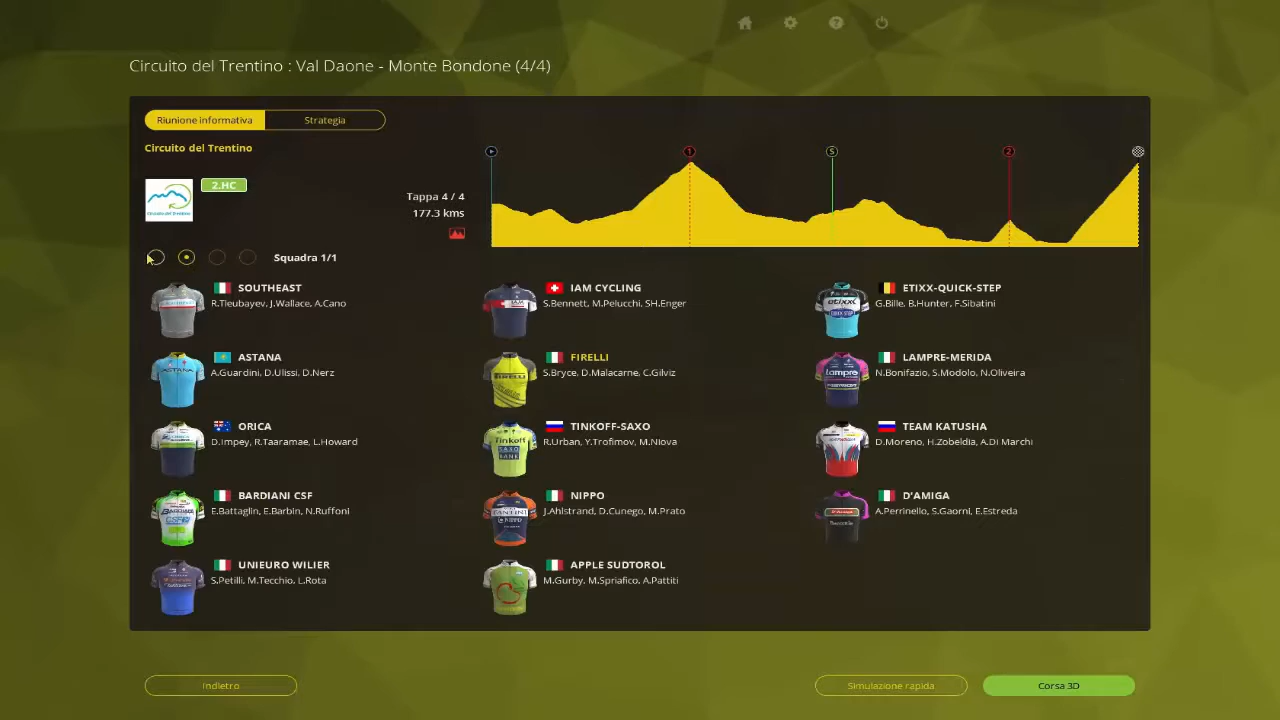 Circuito del Trentino : Val Daone - Monte Bondone (4/4)
Riunione informativa
Strategia
Circuito del Trentino
2.HC
Tappa 4 / 4
177.3 kms
1
S
2
Squadra 1/1
SOUTHEAST
R.Tleubayev, J.Wallace, A.Cano
IAM CYCLING
S.Bennett, M.Pelucchi, SH.Enger
ETIXX-QUICK-STEP
G.Bille, B.Hunter, F.Sibatini
ASTANA
A.Guardini, D.Ulissi, D.Nerz
FIRELLI
S.Bryce, D.Malacarne, C.Gilviz
LAMPRE-MERIDA
N.Bonifazio, S.Modolo, N.Oliveira
ORICA
D.Impey, R.Taaramae, L.Howard
TINKOFF-SAXO
R.Urban, Y.Trofimov, M.Niova
TEAM KATUSHA
D.Moreno, H.Zobeldia, A.Di Marchi
BARDIANI CSF
E.Battaglin, E.Barbin, N.Ruffoni
NIPPO
J.Ahlstrand, D.Cunego, M.Prato
D'AMIGA
A.Perrinello, S.Gaorni, E.Estreda
UNIEURO WILIER
S.Petilli, M.Tecchio, L.Rota
APPLE SUDTOROL
M.Gurby, M.Spriafico, A.Pattiti
Indietro
Simulazione rapida
Corsa 3D